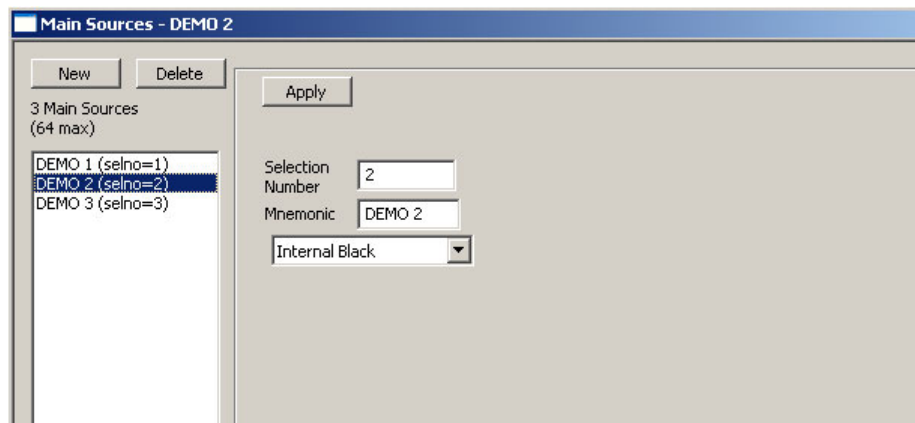 Main Sources - DEMO 2
New Delete
3 Main Sources
(64 max)
DEMO 1 (selno=1)
DEMO 2 (selno=2)
DEMO 3 (selno=3)
Apply
Selection
Number
2
Mnemonic
DEMO 2
Internal Black